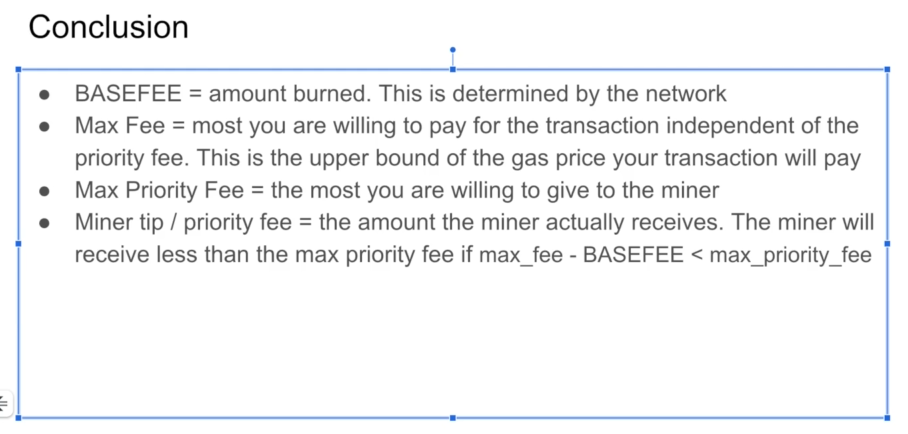 Conclusion
● BASEFEE = amount burned. This is determined by the network
● Max Fee = most you are willing to pay for the transaction independent of the
priority fee. This is the upper bound of the gas price your transaction will pay
● Max Priority Fee = the most you are willing to give to the miner
● Miner tip / priority fee = the amount the miner actually receives. The miner will
receive less than the max priority fee if max_fee - BASEFEE < max_priority_fee